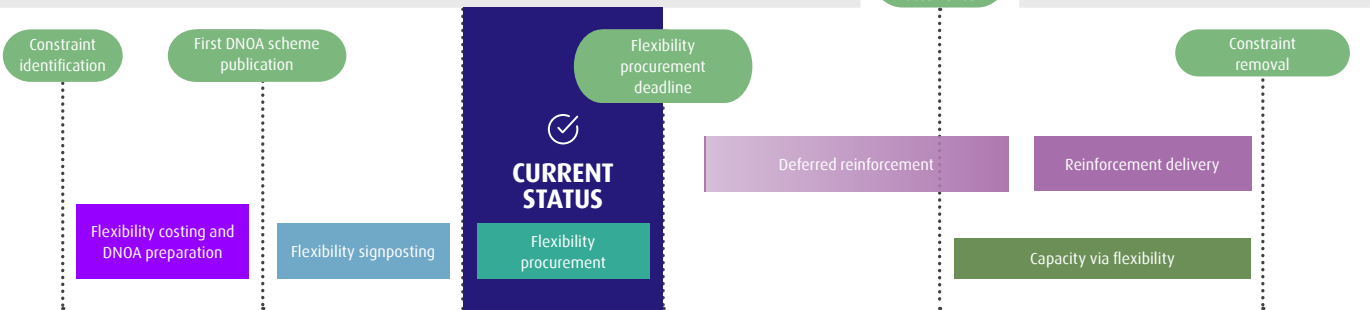 Constraint
identification
First DNOA scheme
publication
Flexibility
procurement
deadline
Constraint
removal
CURRENT
STATUS
Deferred reinforcement
Reinforcement delivery
Flexibility costing and
DNOA preparation
Flexibility signposting
Flexibility
procurement
Capacity via flexibility